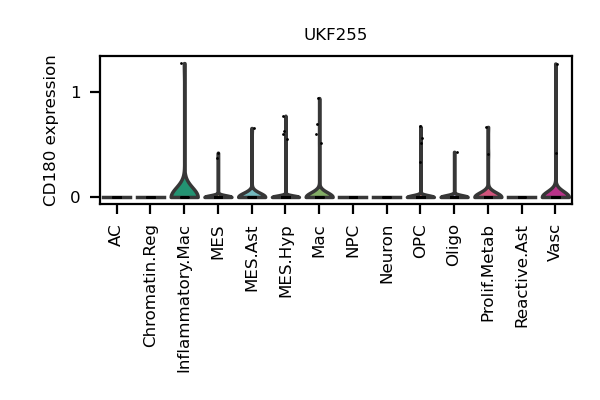 UKF255
CD180 expression
1
0
AC
Chromatin.Reg
Inflammatory.Mac
MES
MES.Ast
MES.Hyp
Mac
NPC
Neuron
OPC
Oligo
Prolif.Metab
Reactive.Ast
Vasc